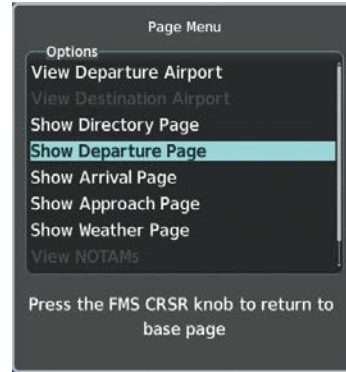 Page Menu
Options
View Departure Airport
View Destination Airport
Show Directory Page
Show Departure Page
Show Arrival Page
Show Approach Page
Show Weather Page
View NOTAMs
Press the FMS CRSR knob to return to
base page